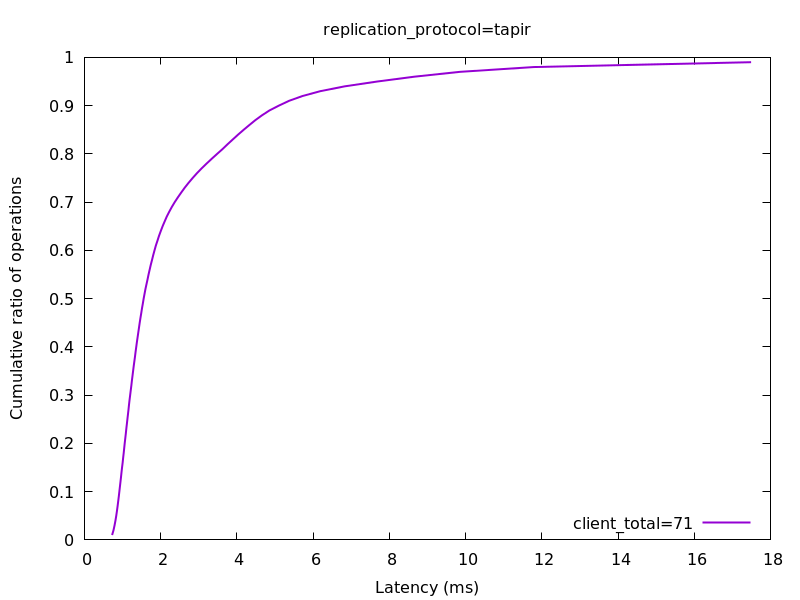 replication_protocol=tapir
Cumulative ratio of operations
1
0.9
0.8
0.7
0.6
0.5
0.4
0.3
0.2
0.1
0
client_total=71
0 2 4 6 8 10 12 14 16 18
Latency (ms)